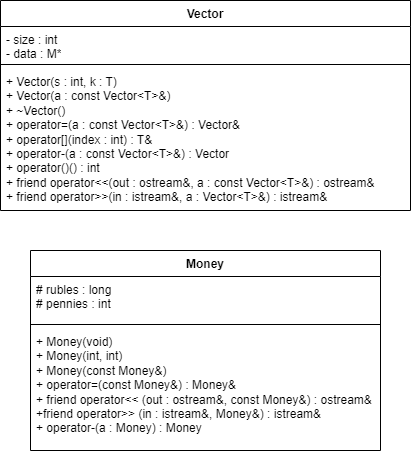 Vector
- size : int
- data : M*
+ Vector(s : int, k : T)
+ Vector(a : const Vector<T>&)
+ ~Vector()
+ operator=(a : const Vector<T>&) : Vector&
+ operator[](index : int) : T&
+ operator-(a : const Vector<T>&) : Vector
+ operator()() : int
+ friend operator<<(out : ostream&, a : const Vector<T>&) : ostream&
+ friend operator>>(in : istream&, a : Vector<T>&) : istream&
Money
# rubles : long
# pennies : int
+ Money(void)
+ Money(int, int)
+ Money(const Money&)
+ operator=(const Money&) : Money&
+ friend operator<< (out : ostream&, const Money&) : ostream&
+friend operator>> (in : istream&, Money&) : istream&
+ operator-(a : Money) : Money